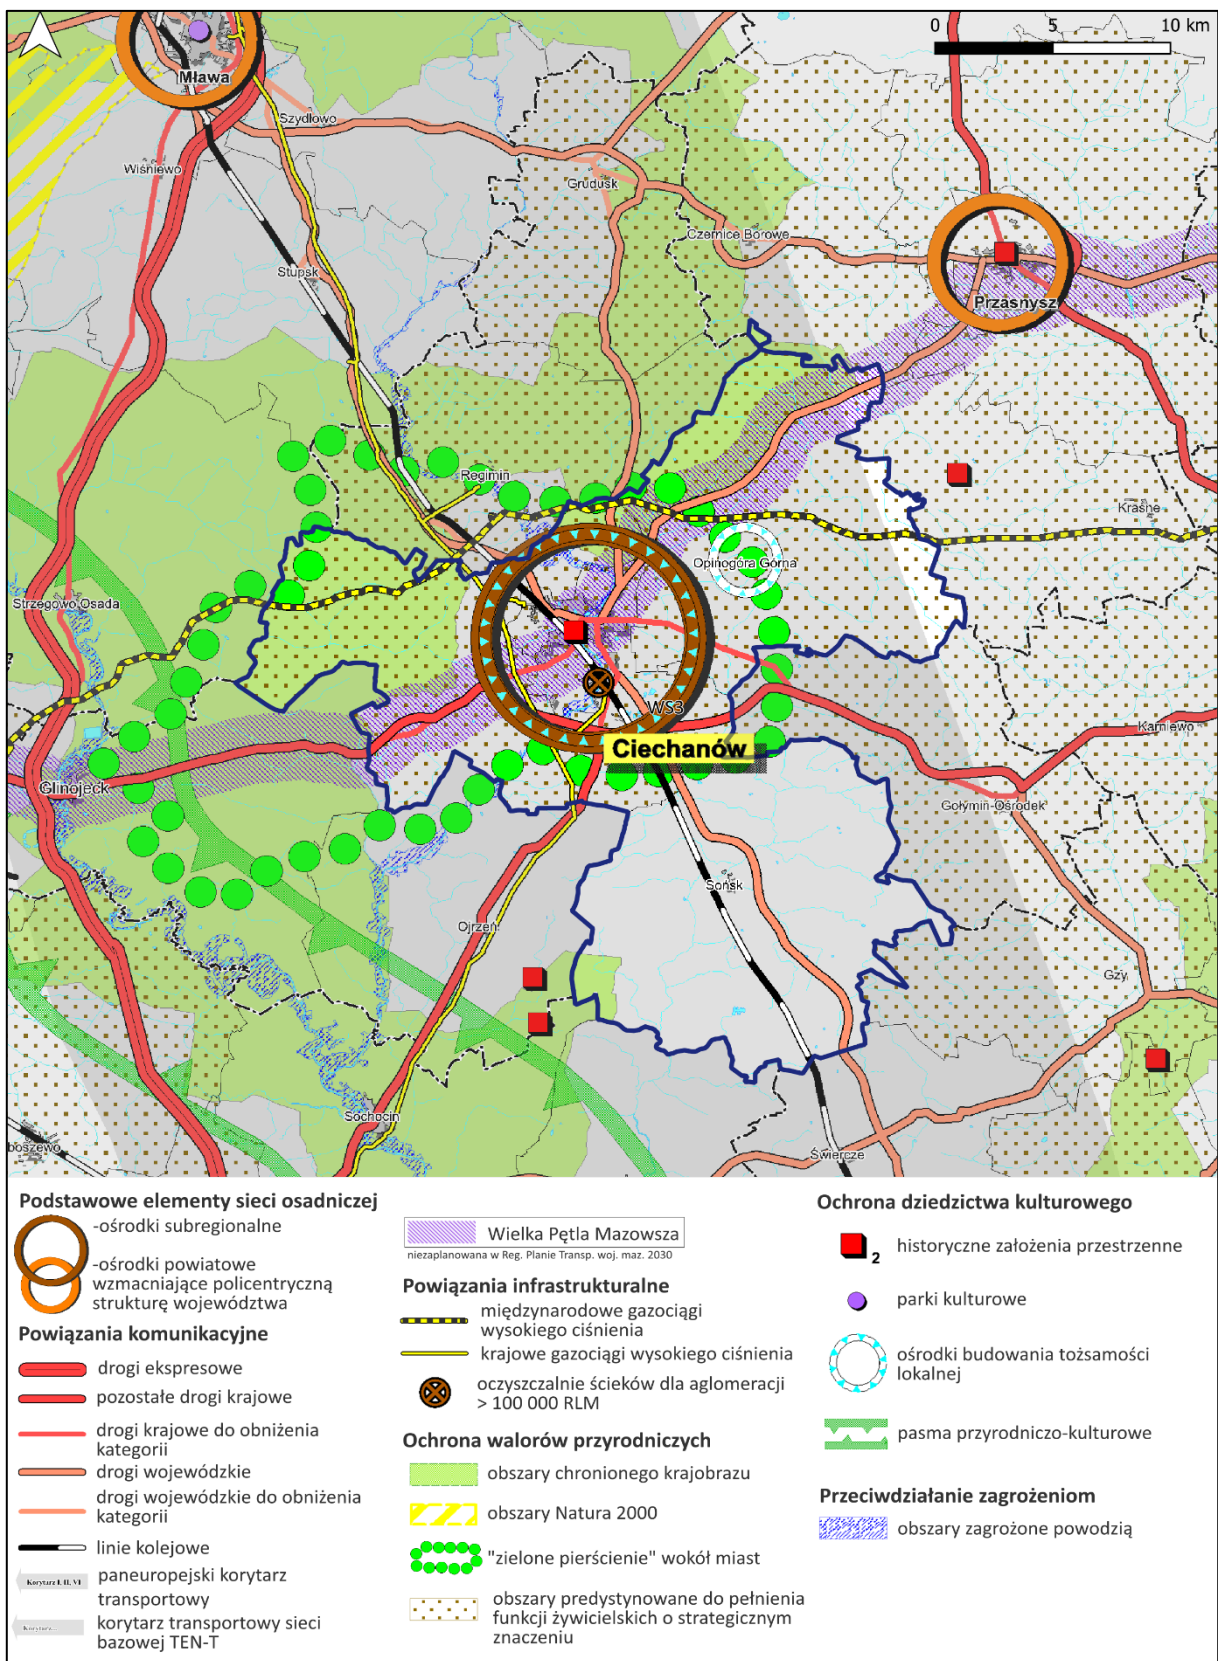 0 5 10 km
Mława
Szydłowo
Wiśniewo
Grudusk
Czernice Borowe
Stupsk
Przasnysz
Regimin
Krasne
Opinogóra Górna
Strzegowo Osada
WS3
Ciechanów
Karniewo
Glinojeck
Gołymin-Ośrodek
Sońsk
Ojrzeń
Gzy
Sochocin
boszewo
Świercze
Podstawowe elementy sieci osadniczej
-ośrodki subregionalne
-ośrodki powiatowe
wzmacniające policentryczną
strukturę województwa
Powiązania komunikacyjne
drogi ekspresowe
pozostałe drogi krajowe
drogi krajowe do obniżenia
kategorii
drogi wojewódzkie
drogi wojewódzkie do obniżenia
kategorii
linie kolejowe
Korytarz I, II, VI
paneuropejski korytarz
transportowy
Korytarz...
korytarz transportowy sieci
bazowej TEN-T
Wielka Pętla Mazowsza
niezaplanowana w Reg. Planie Transp. woj. maz. 2030
Powiązania infrastrukturalne
międzynarodowe gazociągi
wysokiego ciśnienia
krajowe gazociągi wysokiego ciśnienia
oczyszczalnie ścieków dla aglomeracji
> 100 000 RLM
Ochrona walorów przyrodniczych
obszary chronionego krajobrazu
obszary Natura 2000
"zielone pierścienie" wokół miast
obszary predystynowane do pełnienia
funkcji żywicielskich o strategicznym
znaczeniu
Ochrona dziedzictwa kulturowego
2 historyczne założenia przestrzenne
parki kulturowe
ośrodki budowania tożsamości
lokalnej
pasma przyrodniczo-kulturowe
Przeciwdziałanie zagrożeniom
obszary zagrożone powodzią